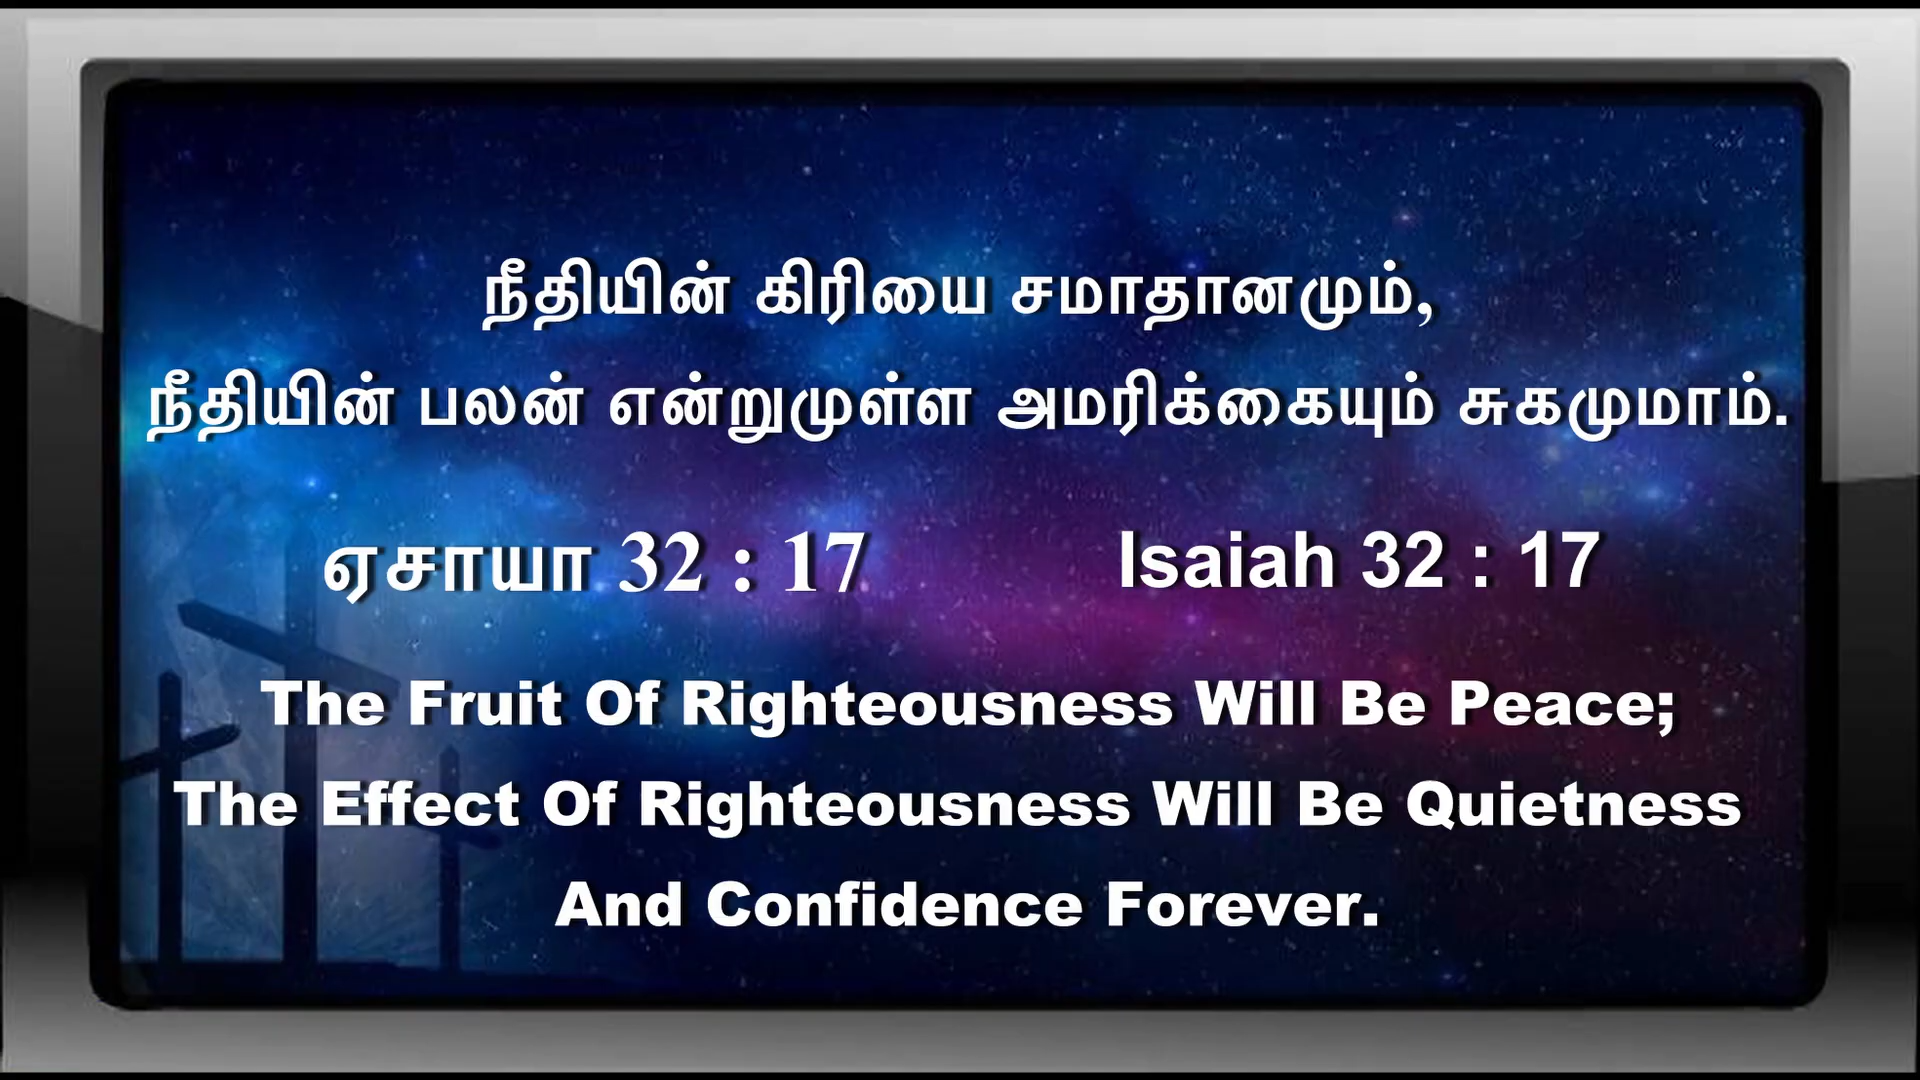 நீதியின் கிரியை சமாதானமும்,
நீதியின் பலன் என்றுமுள்ள அமரிக்கையும் சுகமுமாம்.
ஏசாயா 32 : 17 Isaiah 32 : 17
The Fruit Of Righteousness Will Be Peace;
The Effect Of Righteousness Will Be Quietness
And Confidence Forever.